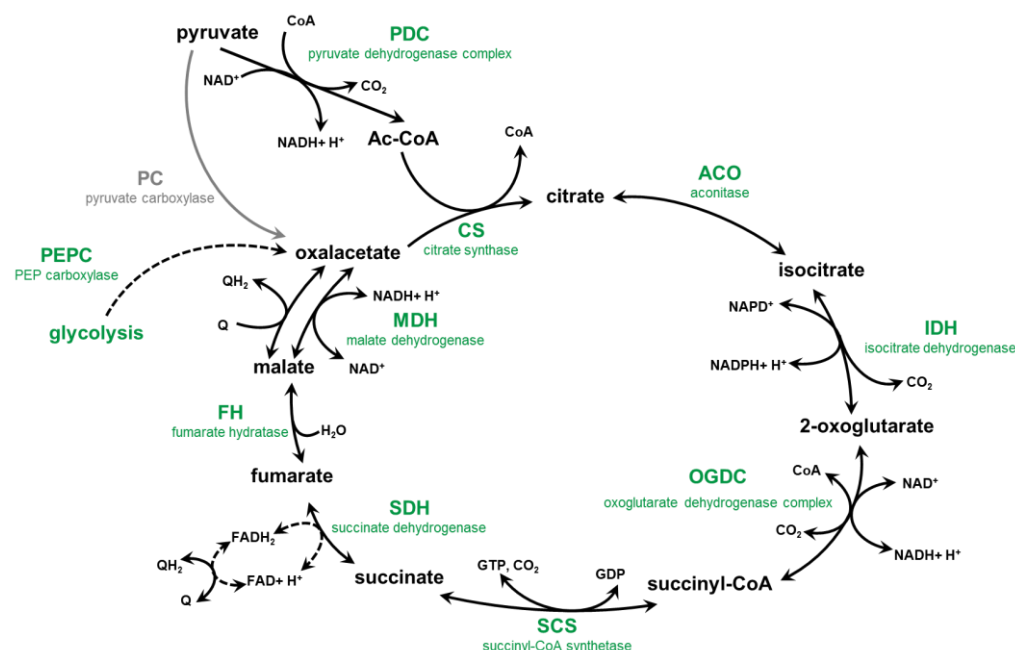 CoA
PDC
pyruvate
pyruvate dehydrogenase complex
NAD⁺
CO₂
NADH+ H⁺
Ac-CoA
CoA
PC
pyruvate carboxylase
ACO
aconitase
citrate
CS
citrate synthase
PEPC
PEP carboxylase
oxalacetate
isocitrate
QH₂
NADH+ H⁺
NAPD⁺
glycolysis
Q
MDH
malate dehydrogenase
IDH
isocitrate dehydrogenase
malate
NAD⁺
NADPH+ H⁺
CO₂
FH
fumarate hydratase
H₂O
2-oxoglutarate
fumarate
OGDC
oxoglutarate dehydrogenase complex
CoA
NAD⁺
SDH
succinate dehydrogenase
CO₂
FADH₂
NADH+ H⁺
QH₂
FAD+ H⁺
Q
succinate
GTP, CO₂
GDP
succinyl-CoA
SCS
succinyl-CoA synthetase